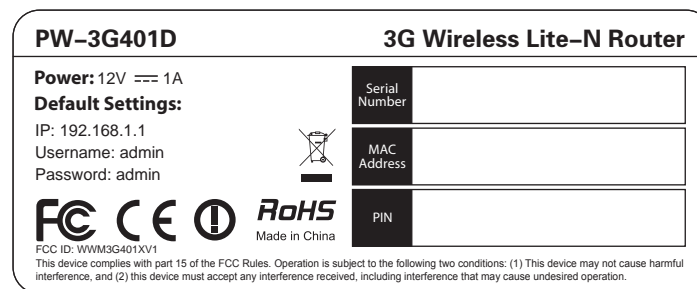 PW–3G401D
3G Wireless Lite–N Router
Power: 12V 1A
Default Settings:
IP: 192.168.1.1
Username: admin
Password: admin
Serial
Number
MAC
Address
PIN
FC CE
RoHS
Made in China
FCC ID: WWM3G401XV1
This device complies with part 15 of the FCC Rules. Operation is subject to the following two conditions: (1) This device may not cause harmful
interference, and (2) this device must accept any interference received, including interference that may cause undesired operation.